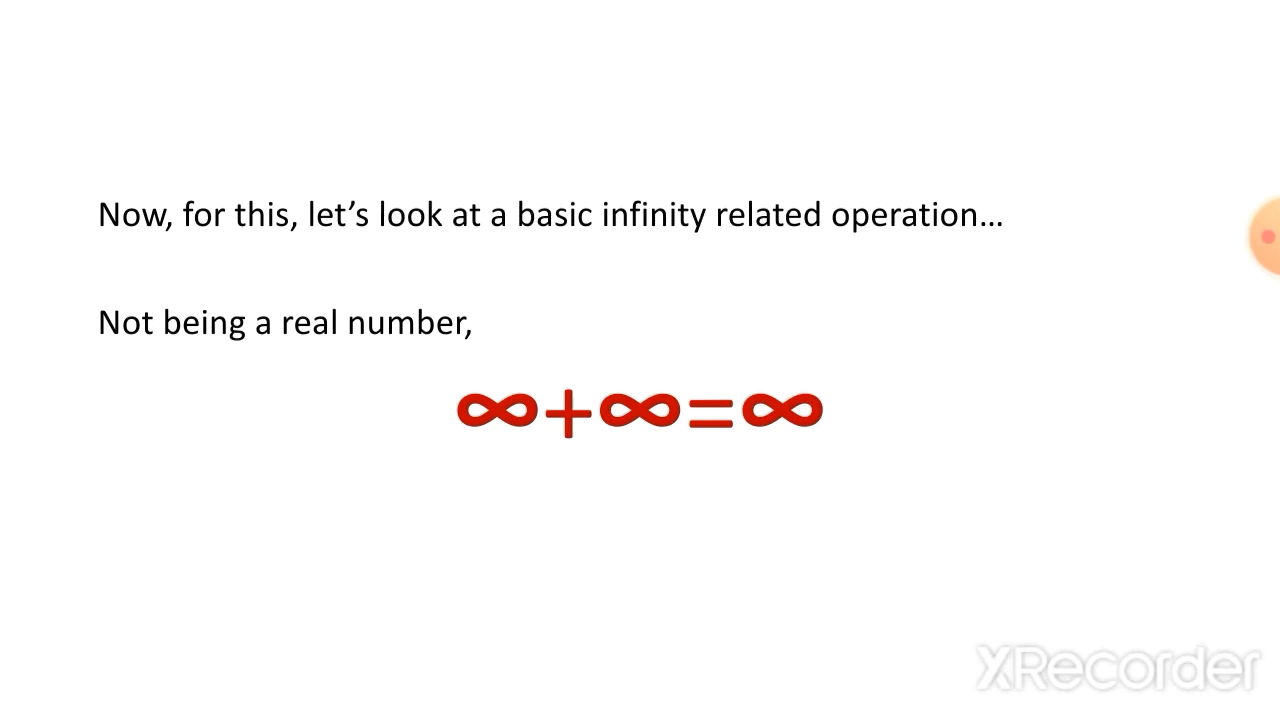 Now, for this, let’s look at a basic infinity related operation...
Not being a real number,
∞+∞=∞
XRecorder